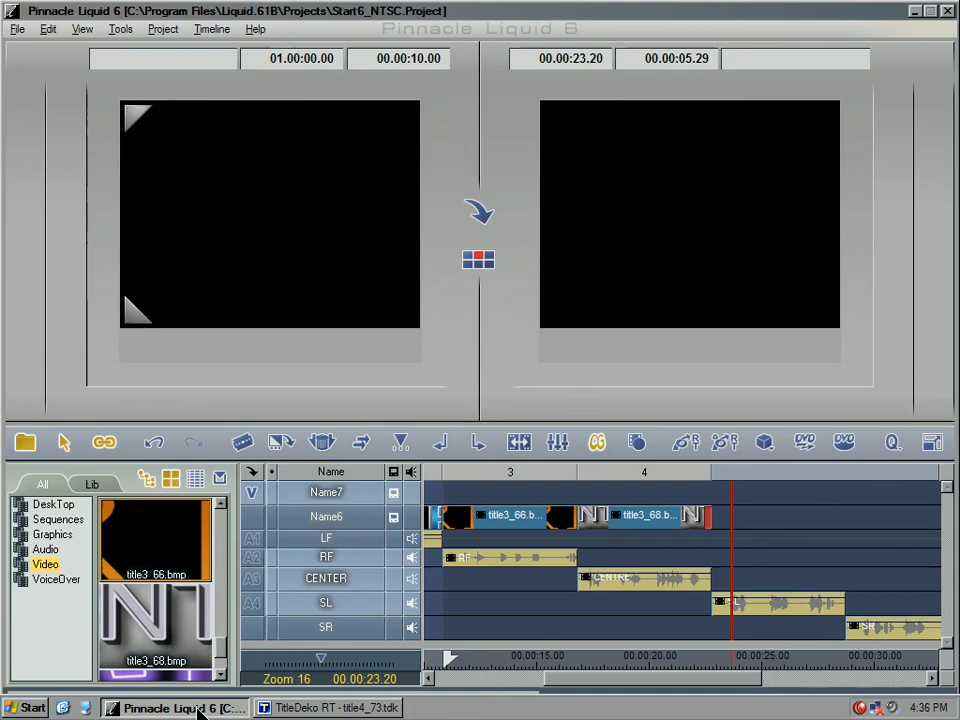 Pinnacle Liquid 6 [C:\Program Files\Liquid.61B\Projects\Start6_NTSC.Project]
File Edit View Tools Project Timeline Help
Pinnacle Liquid 6
01.00:00.00 00.00:10.00 00.00:23.20 00.00:05.29
All Lib
Name 3 4
DeskTop
Sequences
Graphics
Audio
Video
VoiceOver
title3_66.bmp
title3_68.bmp
V Name7
Name6 title3_66.b... title3_68.b...
A1 LF
A2 RF RF
A3 CENTER CENTRE
A4 SL
SR SR
00.00:15.00 00.00:20.00 00.00:25.00 00.00:30.00
Zoom 16 00.00:23.20
Start Pinnacle Liquid 6 [C:... TitleDeko RT - title4_73.tdk 4:36 PM